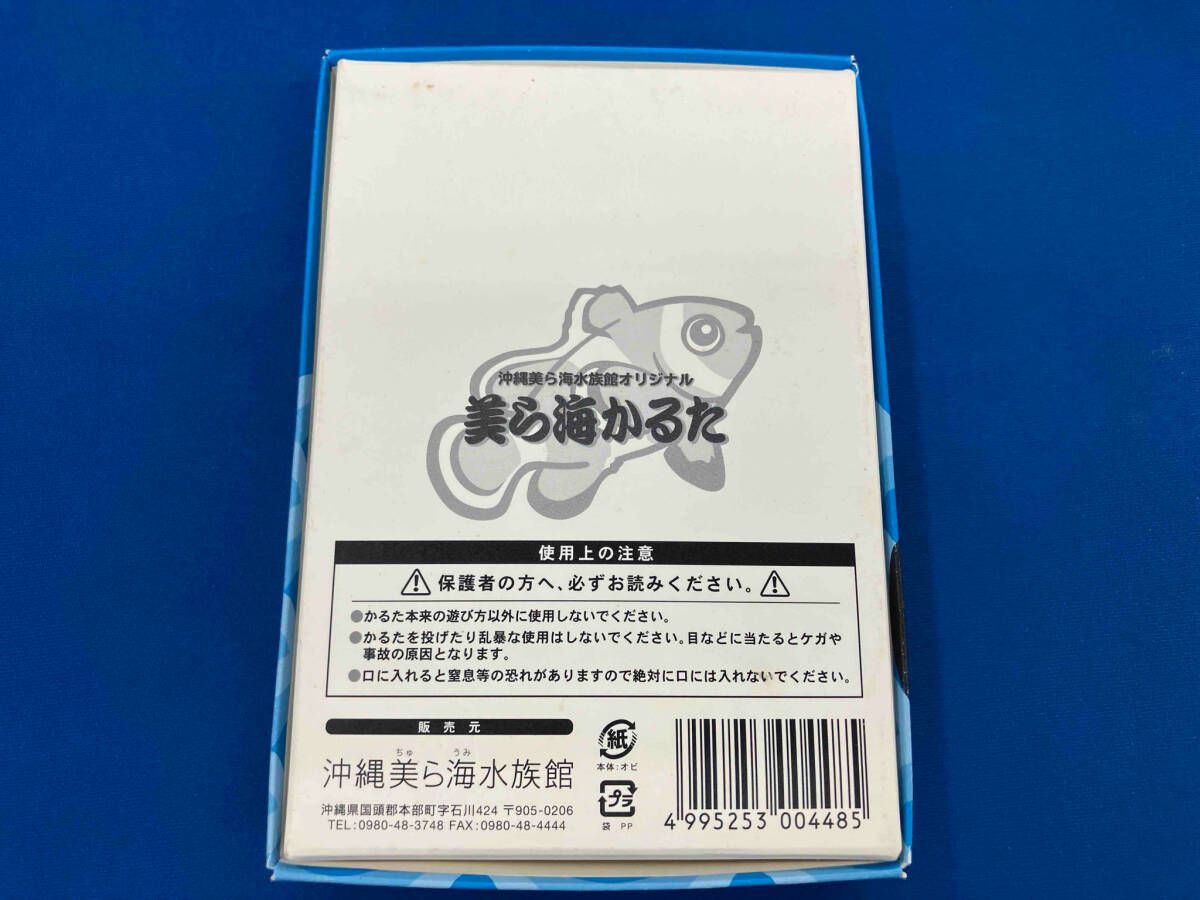 沖縄美ら海水族館オリジナル
美ら海かるた
使用上の注意
保護者の方へ、必ずお読みください。
●かるた本来の遊び方以外に使用しないでください。
●かるたを投げたり乱暴な使用はしないでください。目などに当たるとケガや
事故の原因となります。
●口に入れると窒息等の恐れがありますので絶対に口には入れないでください。
販売元
ちゅ うみ
沖縄美ら海水族館
沖縄県国頭郡本部町字石川424 〒905-0206
TEL:0980-48-3748 FAX:0980-48-4444
紙
本体:オビ
プラ
袋 PP
4 995253 004485